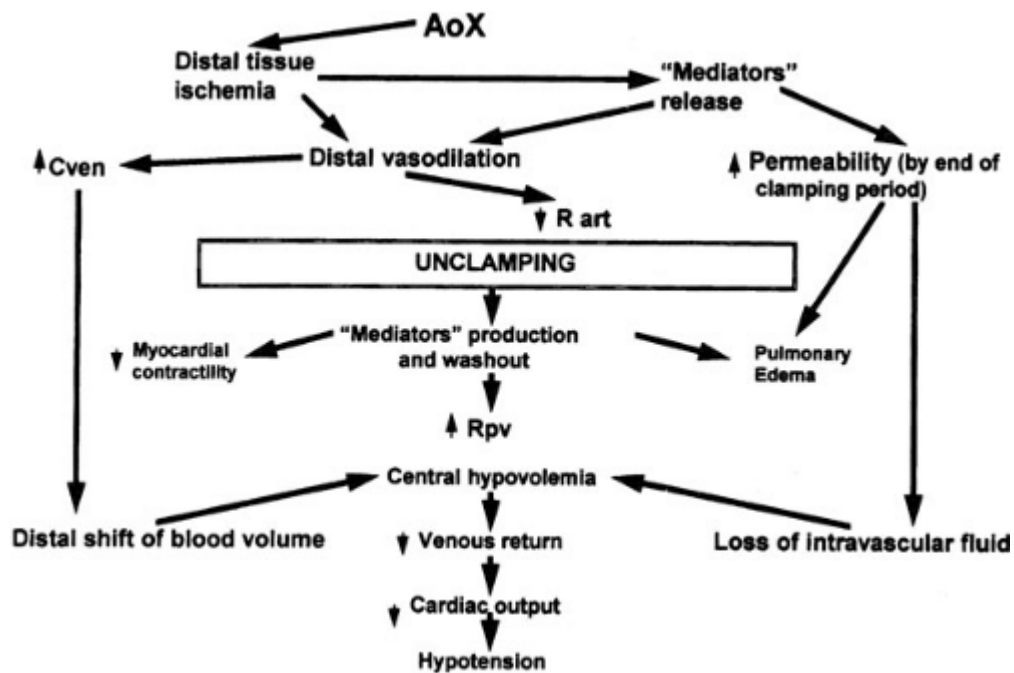 AoX
Distal tissue
ischemia
“Mediators”
release
Cven
Distal vasodilation
Permeability (by end of
clamping period)
R art
UNCLAMPING
“Mediators” production
and washout
Myocardial
contractility
Pulmonary
Edema
Rpv
Central hypovolemia
Distal shift of blood volume
Venous return
Loss of intravascular fluid
Cardiac output
Hypotension